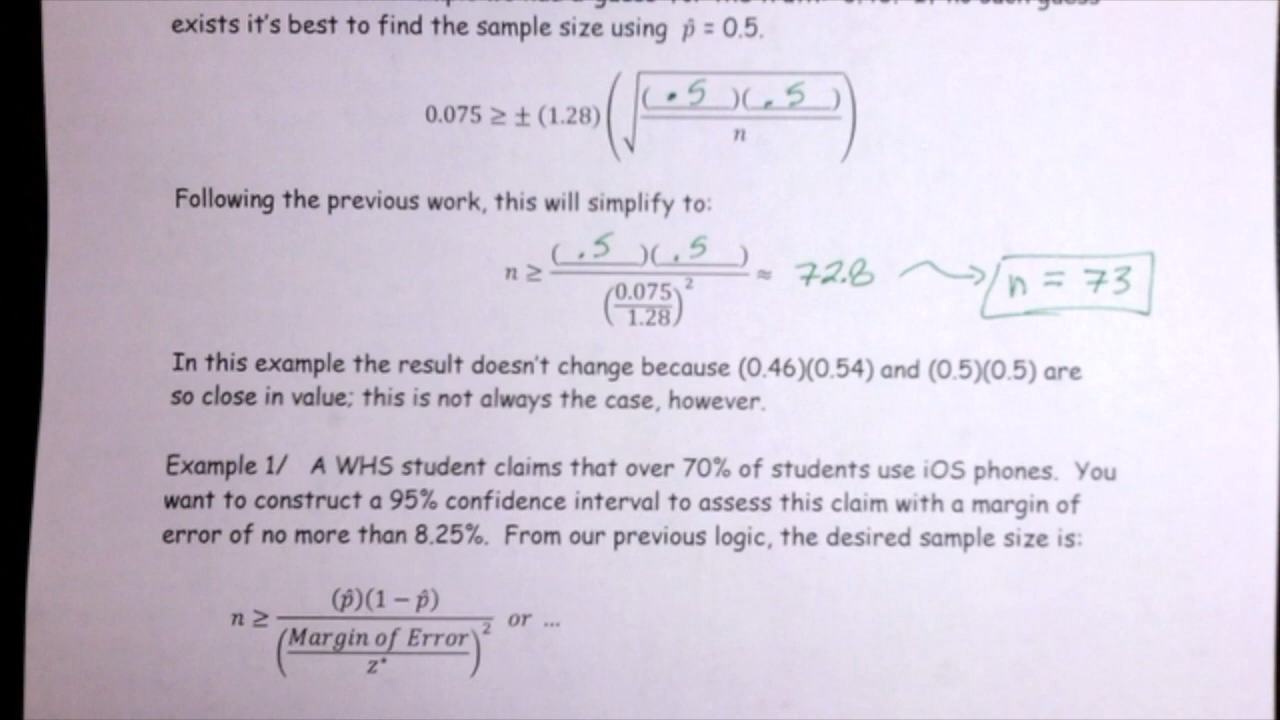 exists it's best to find the sample size using p̂ = 0.5.
0.075 ≥ ± (1.28) (√((.5)(.5)/n))
Following the previous work, this will simplify to:
n ≥ (.5)(.5)/(0.075/1.28)² ≈ 72.8 → n = 73
In this example the result doesn't change because (0.46)(0.54) and (0.5)(0.5) are
so close in value; this is not always the case, however.
Example 1/ A WHS student claims that over 70% of students use iOS phones. You
want to construct a 95% confidence interval to assess this claim with a margin of
error of no more than 8.25%. From our previous logic, the desired sample size is:
n ≥ (p̂)(1 − p̂)/(Margin of Error/z*)² or ...